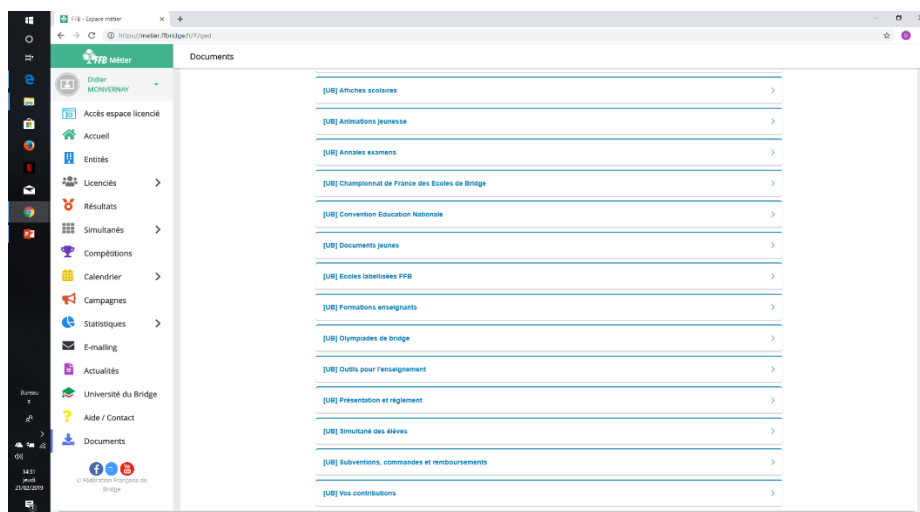 FFB - Espace métier
https://metier.ffbridge.fr/#/ged
FFB Métier
Documents
Didier
MONVERNAY
Accès espace licencié
Accueil
Entités
Licenciés
Résultats
Simultanés
Compétitions
Calendrier
Campagnes
Statistiques
E-mailing
Actualités
Université du Bridge
Aide / Contact
Documents
© Fédération Française de
Bridge
[UB] Affiches scolaires
[UB] Animations jeunesse
[UB] Annales examens
[UB] Championnat de France des Ecoles de Bridge
[UB] Convention Education Nationale
[UB] Documents jeunes
[UB] Ecoles labellisées FFB
[UB] Formations enseignants
[UB] Olympiades de bridge
[UB] Outils pour l'enseignement
[UB] Présentation et règlement
[UB] Simultané des élèves
[UB] Subventions, commandes et remboursements
[UB] Vos contributions
Bureau
14:31
jeudi
21/02/2019